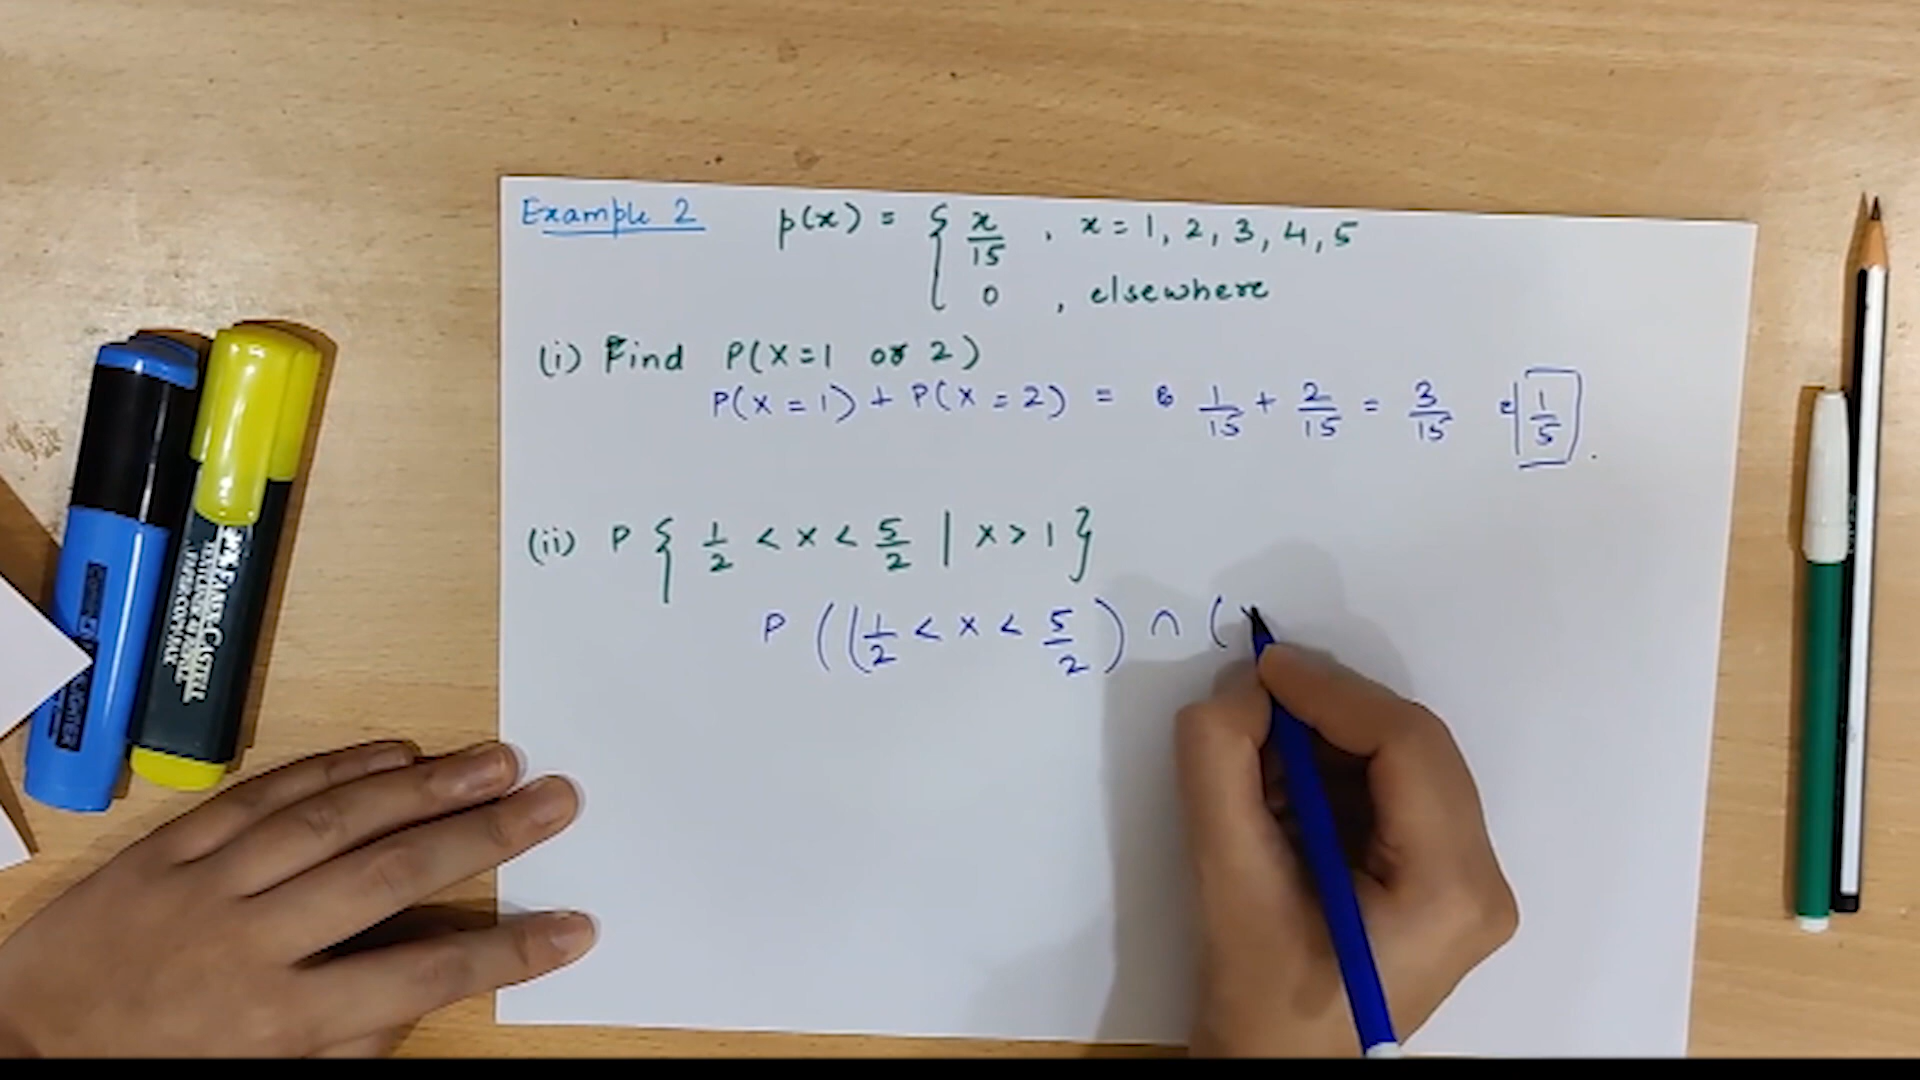 Example 2 p(x) = { x/15 , x = 1, 2, 3, 4, 5
0 , elsewhere
(i) Find P(X=1 or 2)
P(X=1) + P(X=2) = 1/15 + 2/15 = 3/15 = 1/5 .
(ii) P { 1/2 < X < 5/2 | X > 1 }
P ( ( 1/2 < X < 5/2 ) ∩ (
FABER-CASTELL
TEXTLINER